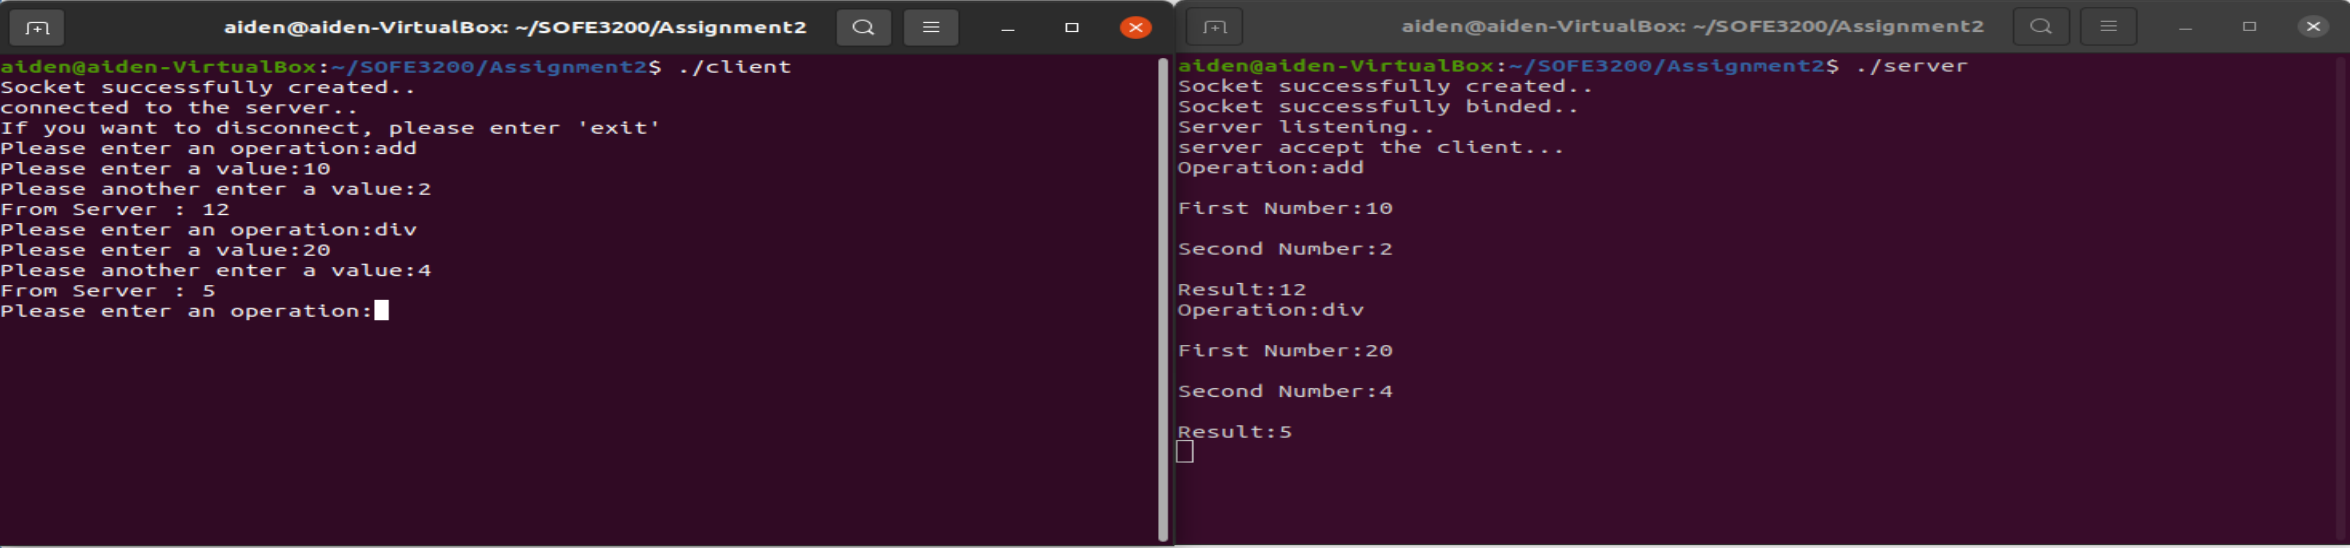 aiden@aiden-VirtualBox: ~/SOFE3200/Assignment2
aiden@aiden-VirtualBox:~/SOFE3200/Assignment2$ ./client
Socket successfully created..
connected to the server..
If you want to disconnect, please enter 'exit'
Please enter an operation:add
Please enter a value:10
Please another enter a value:2
From Server : 12
Please enter an operation:div
Please enter a value:20
Please another enter a value:4
From Server : 5
Please enter an operation:
aiden@aiden-VirtualBox: ~/SOFE3200/Assignment2
aiden@aiden-VirtualBox:~/SOFE3200/Assignment2$ ./server
Socket successfully created..
Socket successfully binded..
Server listening..
server accept the client...
Operation:add
First Number:10
Second Number:2
Result:12
Operation:div
First Number:20
Second Number:4
Result:5